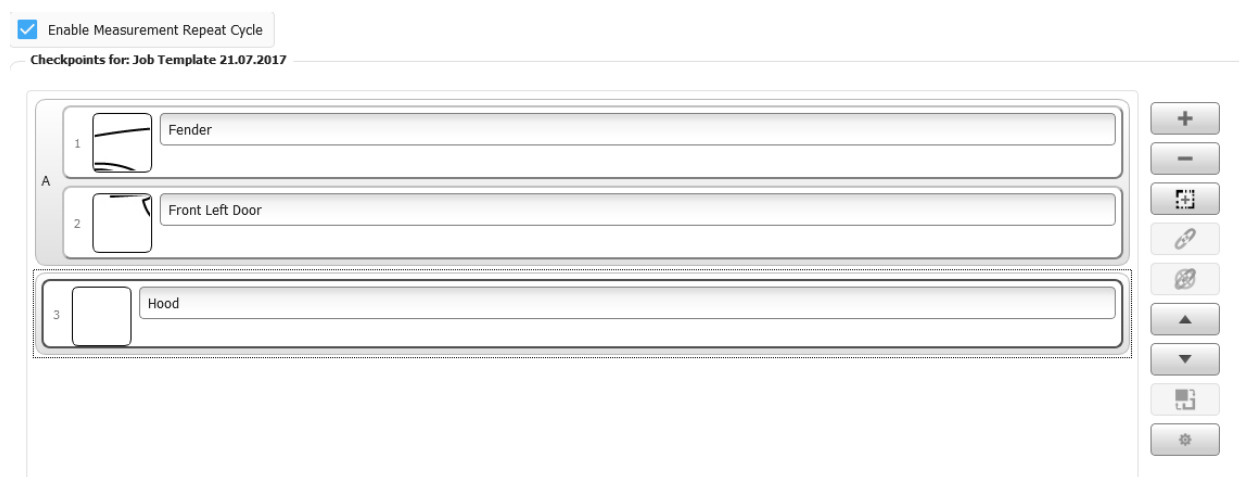 Enable Measurement Repeat Cycle
Checkpoints for: Job Template 21.07.2017
A
1
Fender
2
Front Left Door
3
Hood